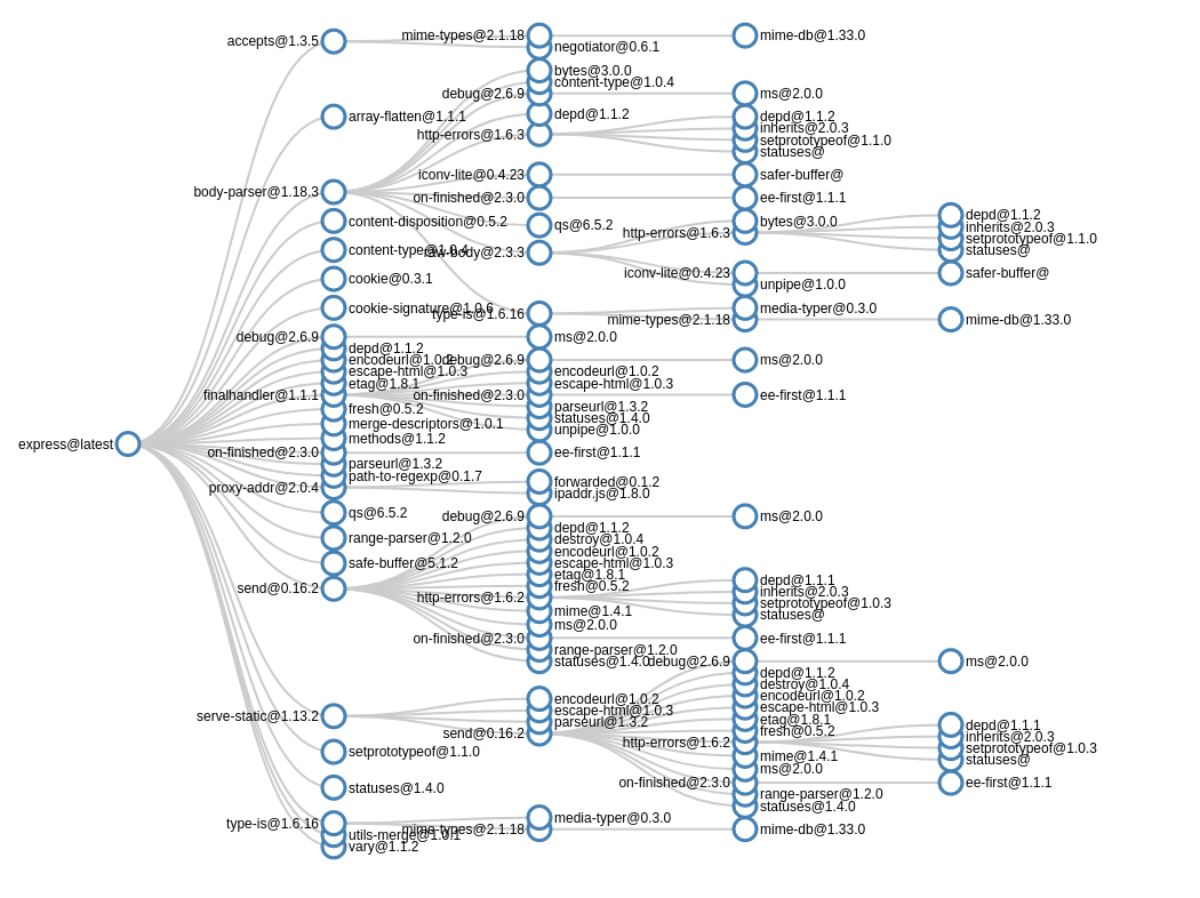 express@latest
accepts@1.3.5
array-flatten@1.1.1
body-parser@1.18.3
content-disposition@0.5.2
content-type@1.0.4
cookie@0.3.1
cookie-signature@1.0.6
debug@2.6.9
depd@1.1.2
encodeurl@1.0.2
escape-html@1.0.3
etag@1.8.1
finalhandler@1.1.1
fresh@0.5.2
merge-descriptors@1.0.1
methods@1.1.2
on-finished@2.3.0
parseurl@1.3.2
path-to-regexp@0.1.7
proxy-addr@2.0.4
qs@6.5.2
range-parser@1.2.0
safe-buffer@5.1.2
send@0.16.2
serve-static@1.13.2
setprototypeof@1.1.0
statuses@1.4.0
type-is@1.6.16
utils-merge@1.0.1
vary@1.1.2
mime-types@2.1.18
negotiator@0.6.1
bytes@3.0.0
content-type@1.0.4
debug@2.6.9
depd@1.1.2
http-errors@1.6.3
iconv-lite@0.4.23
on-finished@2.3.0
qs@6.5.2
raw-body@2.3.3
type-is@1.6.16
ms@2.0.0
debug@2.6.9
encodeurl@1.0.2
escape-html@1.0.3
on-finished@2.3.0
parseurl@1.3.2
statuses@1.4.0
unpipe@1.0.0
ee-first@1.1.1
forwarded@0.1.2
ipaddr.js@1.8.0
debug@2.6.9
depd@1.1.2
destroy@1.0.4
encodeurl@1.0.2
escape-html@1.0.3
etag@1.8.1
fresh@0.5.2
http-errors@1.6.2
mime@1.4.1
ms@2.0.0
on-finished@2.3.0
range-parser@1.2.0
statuses@1.4.0
encodeurl@1.0.2
escape-html@1.0.3
parseurl@1.3.2
send@0.16.2
media-typer@0.3.0
mime-types@2.1.18
mime-db@1.33.0
ms@2.0.0
depd@1.1.2
inherits@2.0.3
setprototypeof@1.1.0
statuses@
safer-buffer@
ee-first@1.1.1
bytes@3.0.0
http-errors@1.6.3
iconv-lite@0.4.23
unpipe@1.0.0
media-typer@0.3.0
mime-types@2.1.18
ms@2.0.0
ee-first@1.1.1
ms@2.0.0
depd@1.1.1
inherits@2.0.3
setprototypeof@1.0.3
statuses@
ee-first@1.1.1
debug@2.6.9
depd@1.1.2
destroy@1.0.4
encodeurl@1.0.2
escape-html@1.0.3
etag@1.8.1
fresh@0.5.2
http-errors@1.6.2
mime@1.4.1
ms@2.0.0
on-finished@2.3.0
range-parser@1.2.0
statuses@1.4.0
mime-db@1.33.0
depd@1.1.2
inherits@2.0.3
setprototypeof@1.1.0
statuses@
safer-buffer@
mime-db@1.33.0
ms@2.0.0
depd@1.1.1
inherits@2.0.3
setprototypeof@1.0.3
statuses@
ee-first@1.1.1